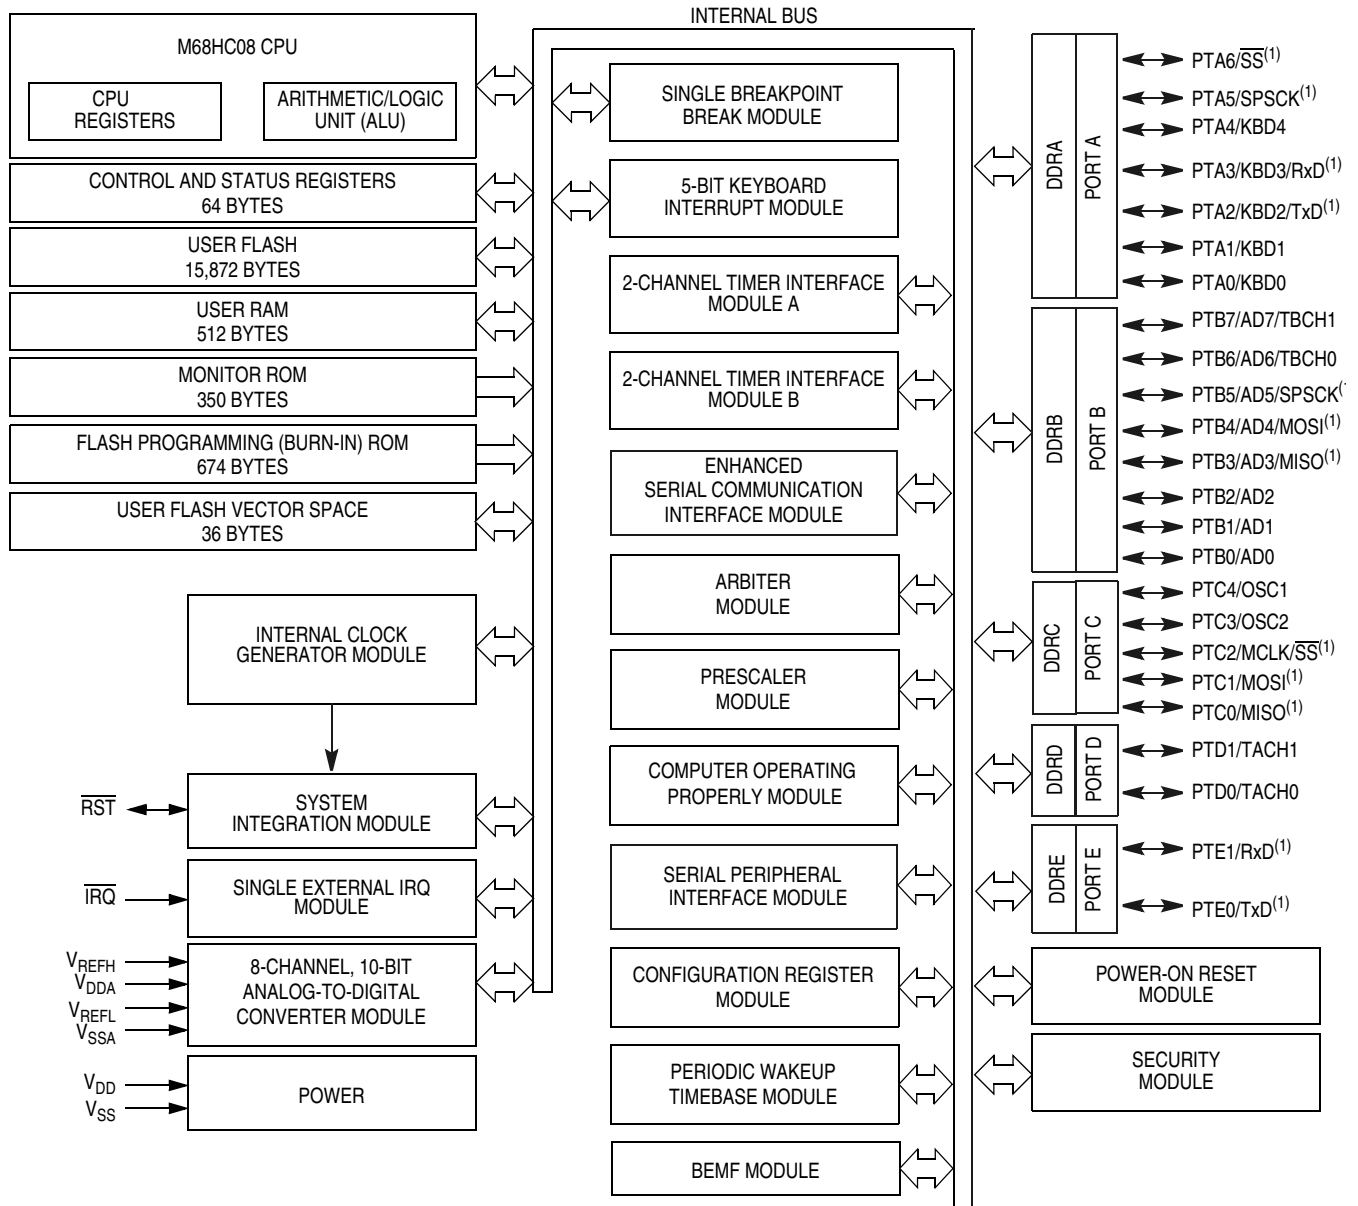 INTERNAL BUS
M68HC08 CPU
CPU
REGISTERS
ARITHMETIC/LOGIC
UNIT (ALU)
CONTROL AND STATUS REGISTERS
64 BYTES
USER FLASH
15,872 BYTES
USER RAM
512 BYTES
MONITOR ROM
350 BYTES
FLASH PROGRAMMING (BURN-IN) ROM
674 BYTES
USER FLASH VECTOR SPACE
36 BYTES
INTERNAL CLOCK
GENERATOR MODULE
RST
SYSTEM
INTEGRATION MODULE
IRQ
SINGLE EXTERNAL IRQ
MODULE
VREFH
VDDA
VREFL
VSSA
8-CHANNEL, 10-BIT
ANALOG-TO-DIGITAL
CONVERTER MODULE
VDD
VSS
POWER
SINGLE BREAKPOINT
BREAK MODULE
5-BIT KEYBOARD
INTERRUPT MODULE
2-CHANNEL TIMER INTERFACE
MODULE A
2-CHANNEL TIMER INTERFACE
MODULE B
ENHANCED
SERIAL COMMUNICATION
INTERFACE MODULE
ARBITER
MODULE
PRESCALER
MODULE
COMPUTER OPERATING
PROPERLY MODULE
SERIAL PERIPHERAL
INTERFACE MODULE
CONFIGURATION REGISTER
MODULE
PERIODIC WAKEUP
TIMEBASE MODULE
BEMF MODULE
DDRA
PORT A
PTA6/SS(1)
PTA5/SPSCK(1)
PTA4/KBD4
PTA3/KBD3/RxD(1)
PTA2/KBD2/TxD(1)
PTA1/KBD1
PTA0/KBD0
DDRB
PORT B
PTB7/AD7/TBCH1
PTB6/AD6/TBCH0
PTB5/AD5/SPSCK(1
PTB4/AD4/MOSI(1)
PTB3/AD3/MISO(1)
PTB2/AD2
PTB1/AD1
PTB0/AD0
DDRC
PORT C
PTC4/OSC1
PTC3/OSC2
PTC2/MCLK/SS(1)
PTC1/MOSI(1)
PTC0/MISO(1)
DDRD
PORT D
PTD1/TACH1
PTD0/TACH0
DDRE
PORT E
PTE1/RxD(1)
PTE0/TxD(1)
POWER-ON RESET
MODULE
SECURITY
MODULE